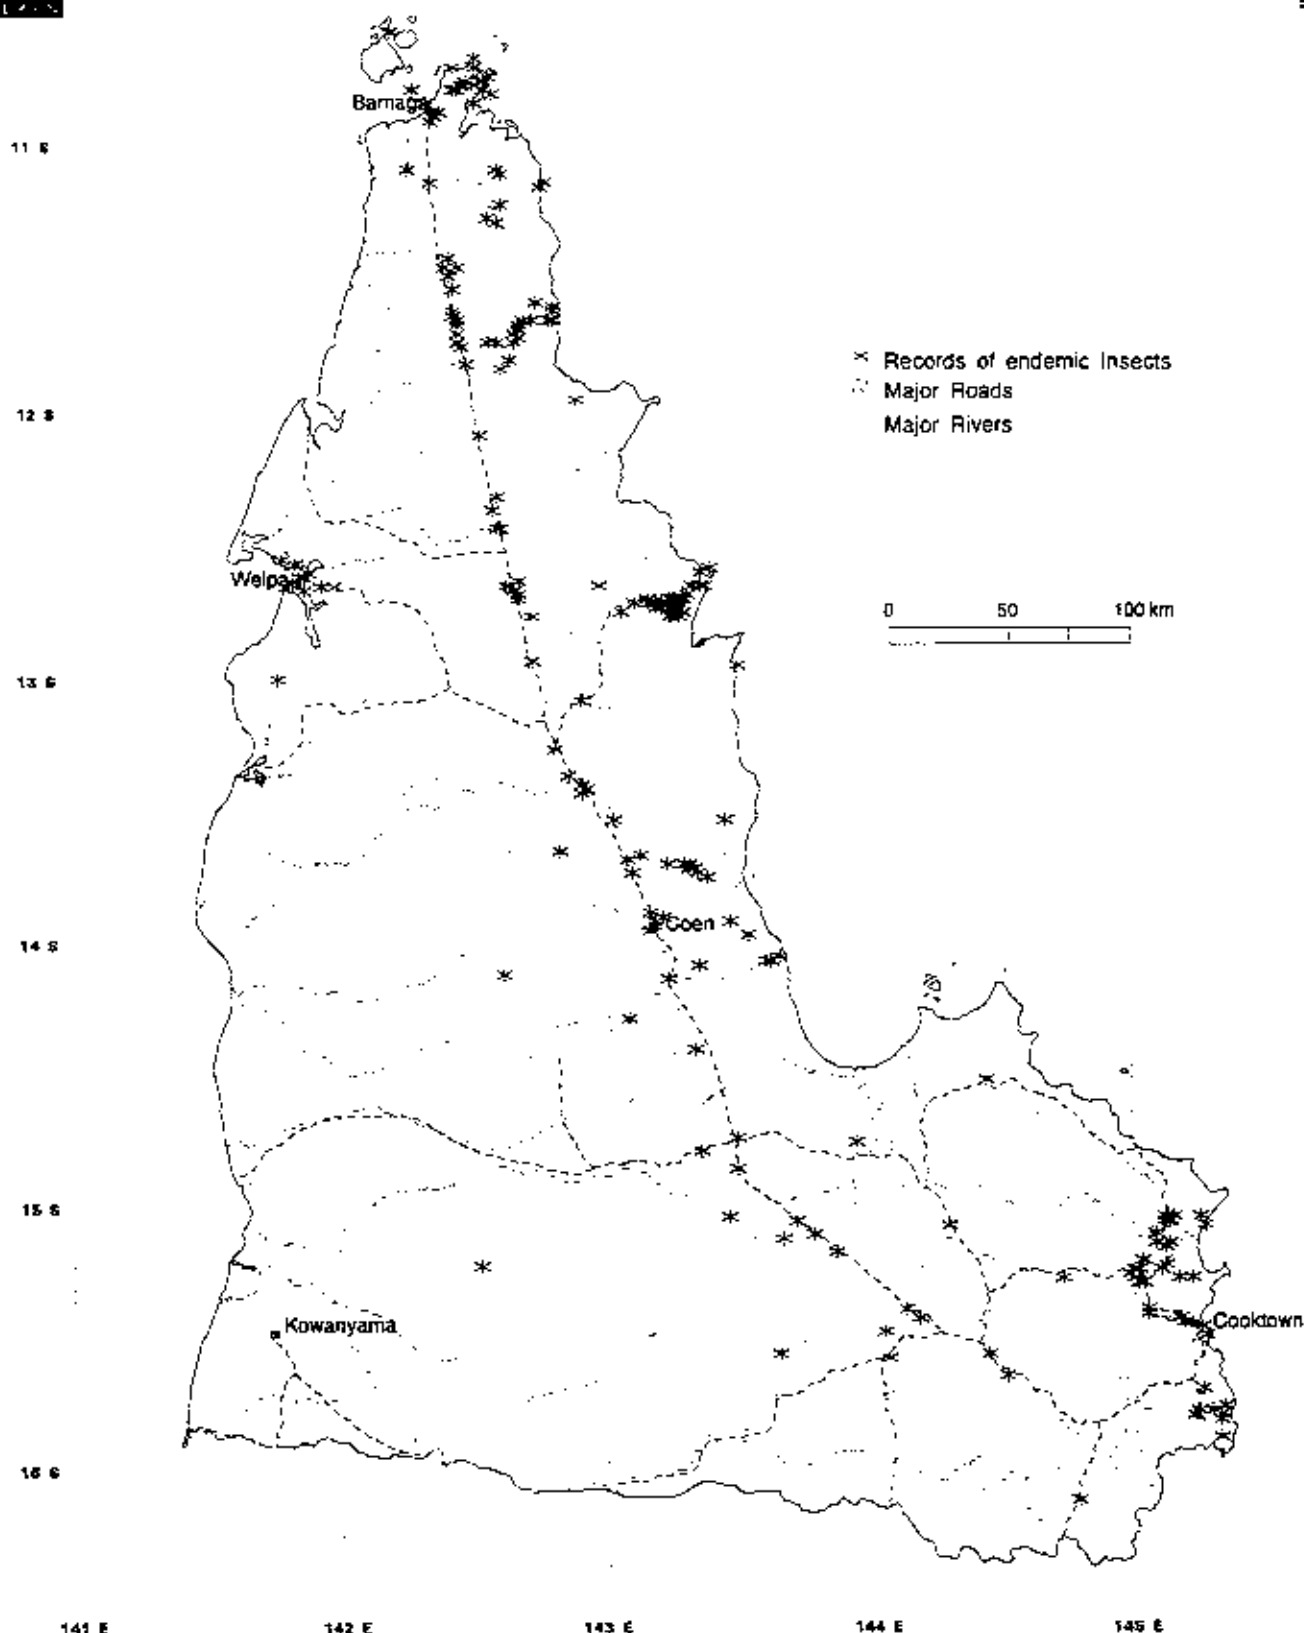 Bamaga
11 S
Records of endemic Insects
Major Roads
12 S
Major Rivers
Weipa
0 50 100 km
13 S
Coen
14 S
15 S
Cooktown
Kowanyama
16 S
141 E 142 E 143 E 144 E 145 E